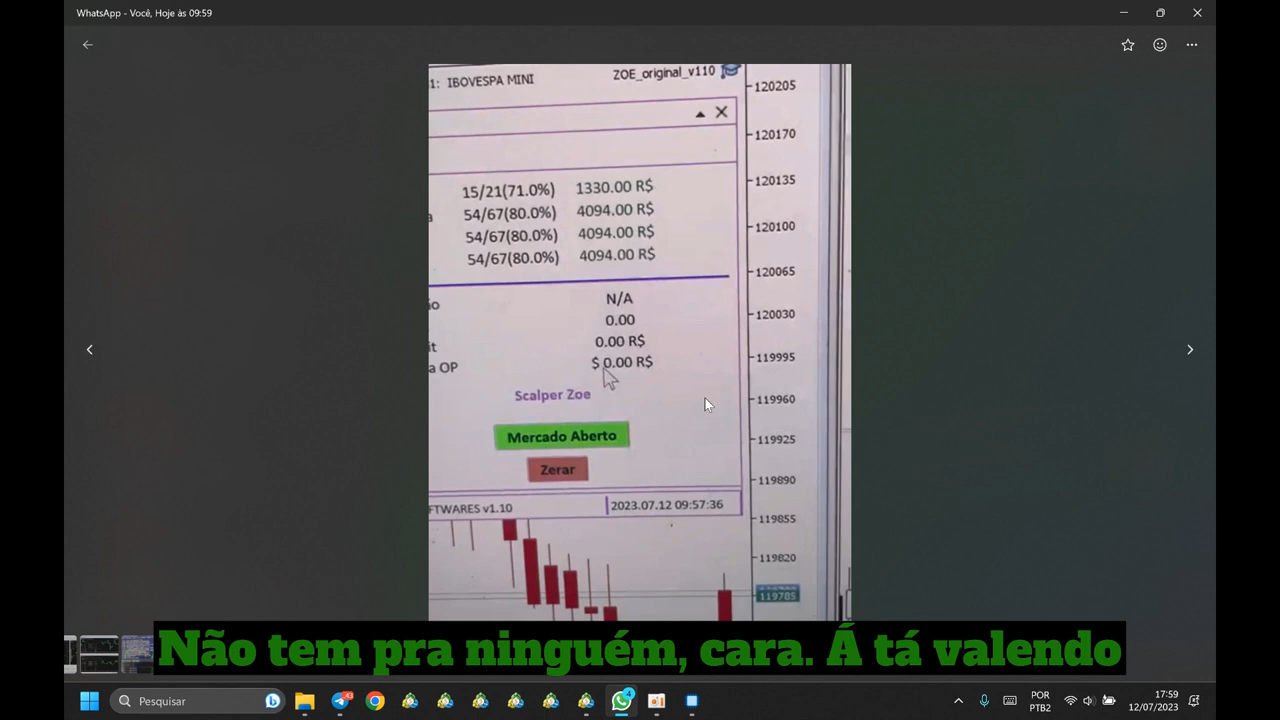 WhatsApp - Você, Hoje às 09:59
1: IBOVESPA MINI
ZOE_original_v110
15/21(71.0%) 1330.00 R$
a 54/67(80.0%) 4094.00 R$
54/67(80.0%) 4094.00 R$
54/67(80.0%) 4094.00 R$
ão N/A
0.00
it 0.00 R$
a OP $ 0.00 R$
Scalper Zoe
Mercado Aberto
Zerar
FTWARES v1.10
2023.07.12 09:57:36
120205
120170
120135
120100
120065
120030
119995
119960
119925
119890
119855
119820
119785
Não tem pra ninguém, cara. Á tá valendo
Pesquisar
43
4
POR
PTB2
17:59
12/07/2023